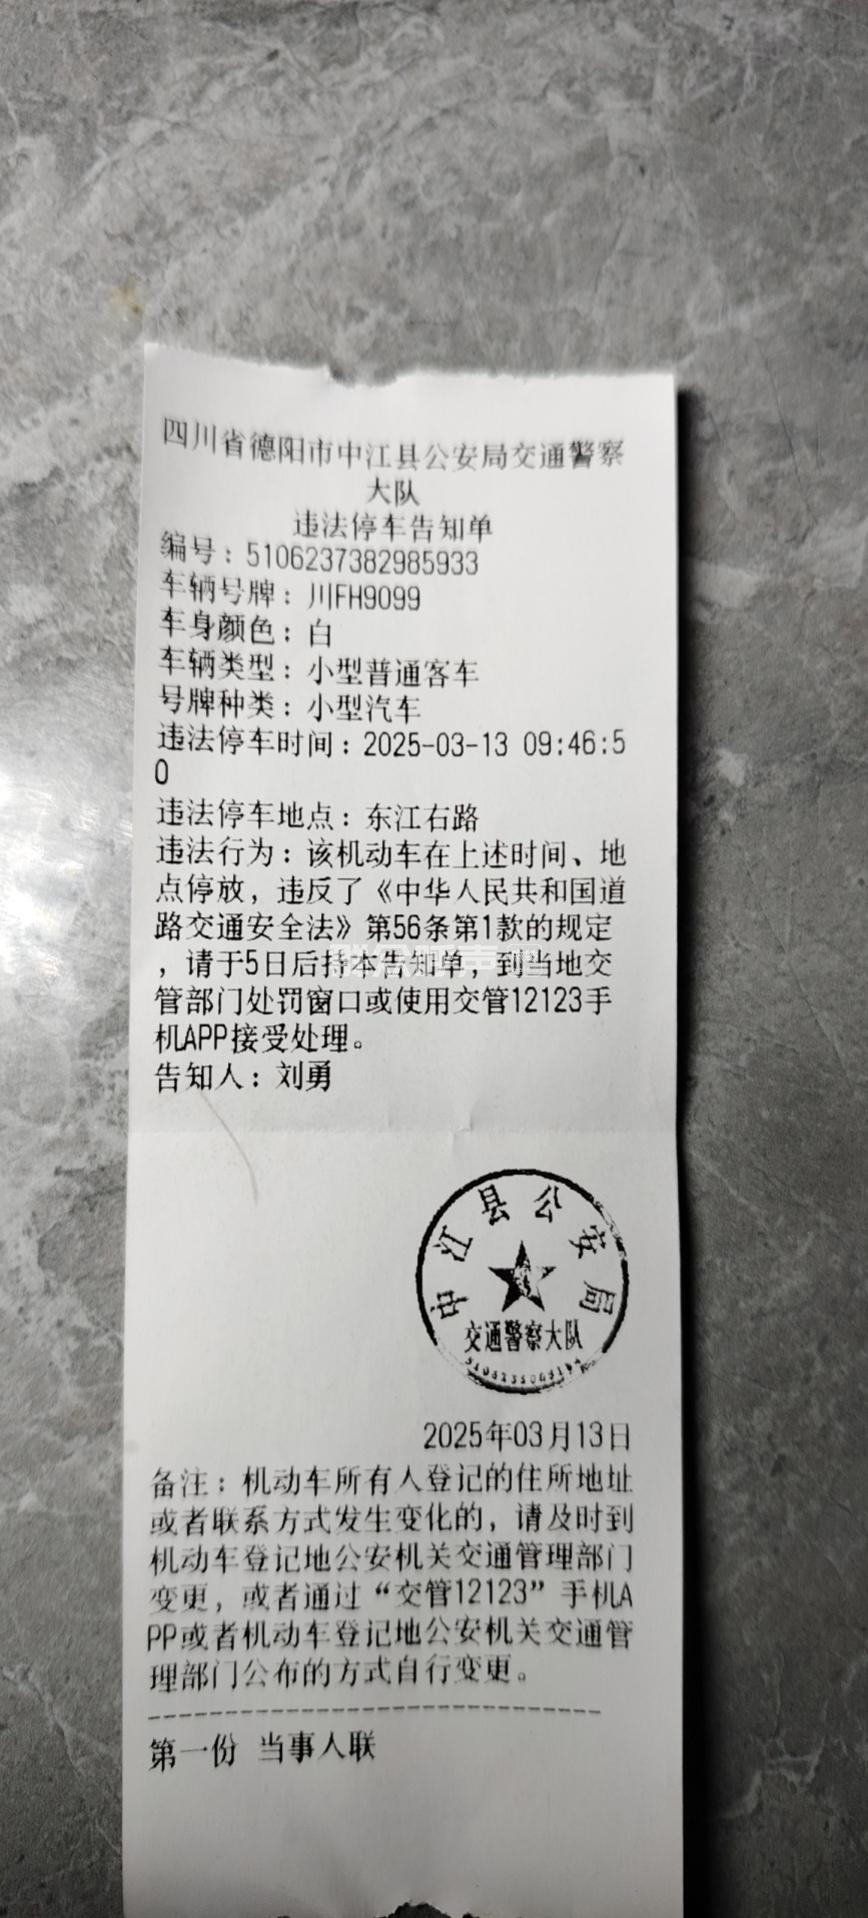 四川省德阳市中江县公安局交通警察
大队
违法停车告知单
编号：5106237382985933
车辆号牌：川FH9099
车身颜色：白
车辆类型：小型普通客车
号牌种类：小型汽车
违法停车时间：2025-03-13 09:46:5
0
违法停车地点：东江右路
违法行为：该机动车在上述时间、地
点停放，违反了《中华人民共和国道
路交通安全法》第56条第1款的规定
，请于5日后持本告知单，到当地交
管部门处罚窗口或使用交管12123手
机APP接受处理。
告知人：刘勇
中江县公安局
交通警察大队
2025年03月13日
备注：机动车所有人登记的住所地址
或者联系方式发生变化的，请及时到
机动车登记地公安机关交通管理部门
变更，或者通过“交管12123”手机A
PP或者机动车登记地公安机关交通管
理部门公布的方式自行变更。
第一份 当事人联